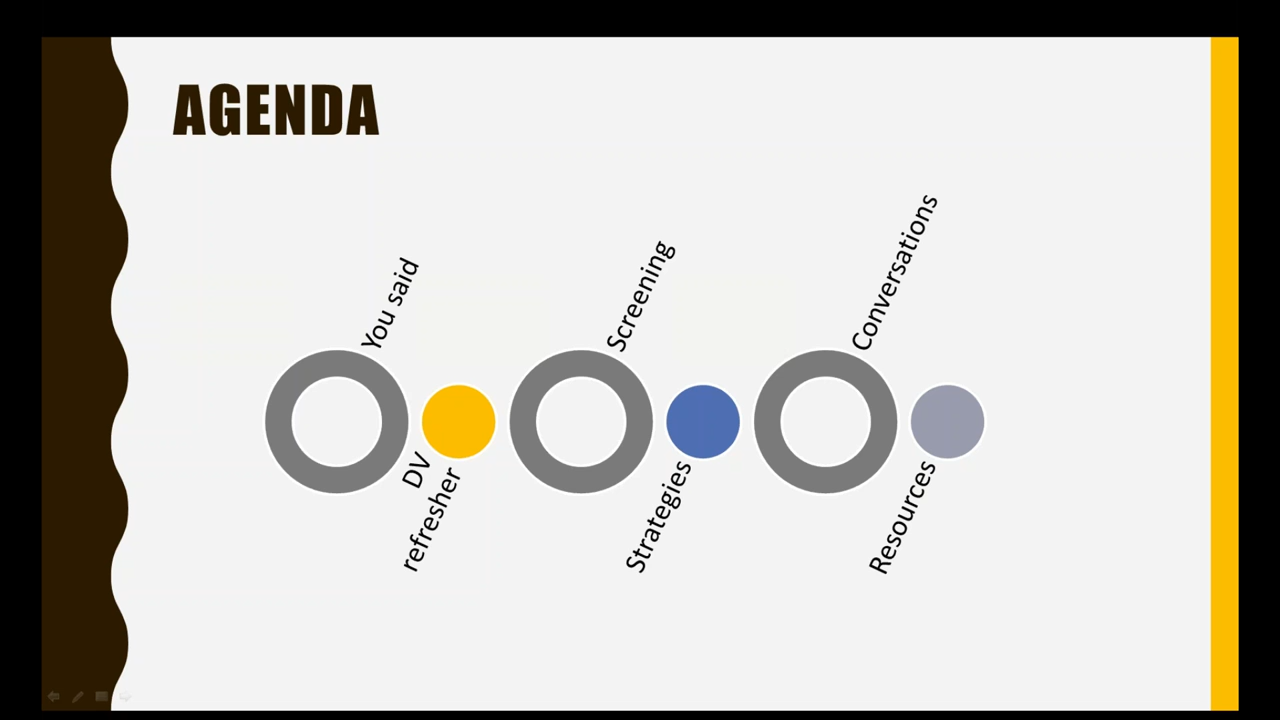 AGENDA
You said
DV
refresher
Screening
Strategies
Conversations
Resources